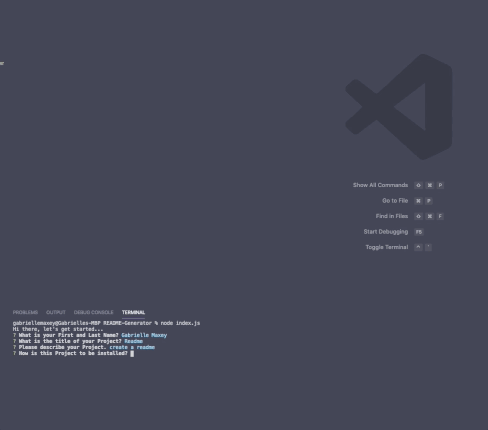 Show All Commands ⇧ ⌘ P
Go to File ⌘ P
Find in Files ⇧ ⌘ F
Start Debugging F5
Toggle Terminal ^ `
PROBLEMS OUTPUT DEBUG CONSOLE TERMINAL
gabriellemaxey@Gabrielles-MBP README-Generator % node index.js
Hi there, let's get started...
? What is your First and Last Name? Gabrielle Maxey
? What is the title of your Project? Readme
? Please describe your Project. create a readme
? How is this Project to be installed?